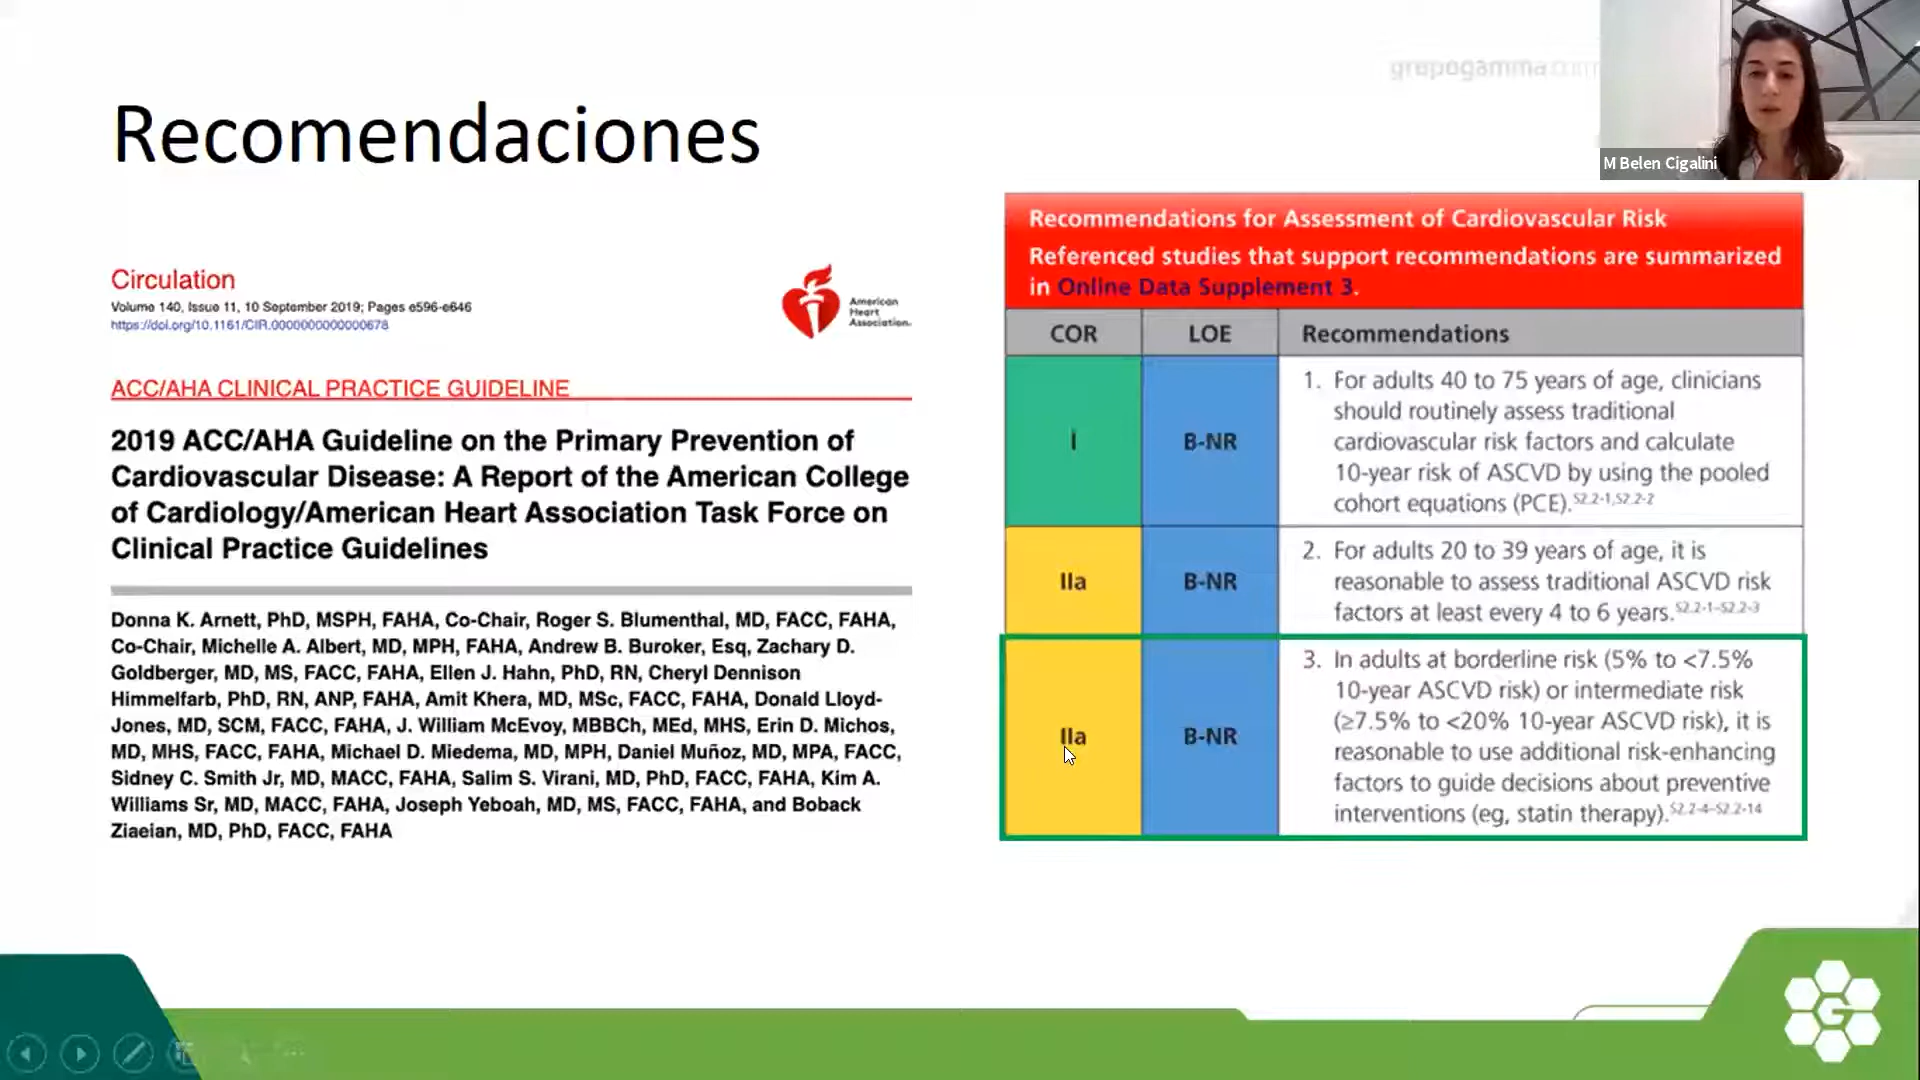 grupogamma.com
Recomendaciones
M Belen Cigalini
Circulation
Volume 140, Issue 11, 10 September 2019; Pages e596-e646
https://doi.org/10.1161/CIR.0000000000000678
American
Heart
Association.
ACC/AHA CLINICAL PRACTICE GUIDELINE
2019 ACC/AHA Guideline on the Primary Prevention of
Cardiovascular Disease: A Report of the American College
of Cardiology/American Heart Association Task Force on
Clinical Practice Guidelines
Donna K. Arnett, PhD, MSPH, FAHA, Co-Chair, Roger S. Blumenthal, MD, FACC, FAHA,
Co-Chair, Michelle A. Albert, MD, MPH, FAHA, Andrew B. Buroker, Esq, Zachary D.
Goldberger, MD, MS, FACC, FAHA, Ellen J. Hahn, PhD, RN, Cheryl Dennison
Himmelfarb, PhD, RN, ANP, FAHA, Amit Khera, MD, MSc, FACC, FAHA, Donald Lloyd-
Jones, MD, SCM, FACC, FAHA, J. William McEvoy, MBBCh, MEd, MHS, Erin D. Michos,
MD, MHS, FACC, FAHA, Michael D. Miedema, MD, MPH, Daniel Muñoz, MD, MPA, FACC,
Sidney C. Smith Jr, MD, MACC, FAHA, Salim S. Virani, MD, PhD, FACC, FAHA, Kim A.
Williams Sr, MD, MACC, FAHA, Joseph Yeboah, MD, MS, FACC, FAHA, and Boback
Ziaeian, MD, PhD, FACC, FAHA
Recommendations for Assessment of Cardiovascular Risk
Referenced studies that support recommendations are summarized
in Online Data Supplement 3.
COR LOE Recommendations
I B-NR 1. For adults 40 to 75 years of age, clinicians
should routinely assess traditional
cardiovascular risk factors and calculate
10-year risk of ASCVD by using the pooled
cohort equations (PCE).S2.2-1,S2.2-2
IIa B-NR 2. For adults 20 to 39 years of age, it is
reasonable to assess traditional ASCVD risk
factors at least every 4 to 6 years.S2.2-1–S2.2-3
IIa B-NR 3. In adults at borderline risk (5% to <7.5%
10-year ASCVD risk) or intermediate risk
(≥7.5% to <20% 10-year ASCVD risk), it is
reasonable to use additional risk-enhancing
factors to guide decisions about preventive
interventions (eg, statin therapy).S2.2-4–S2.2-14
G